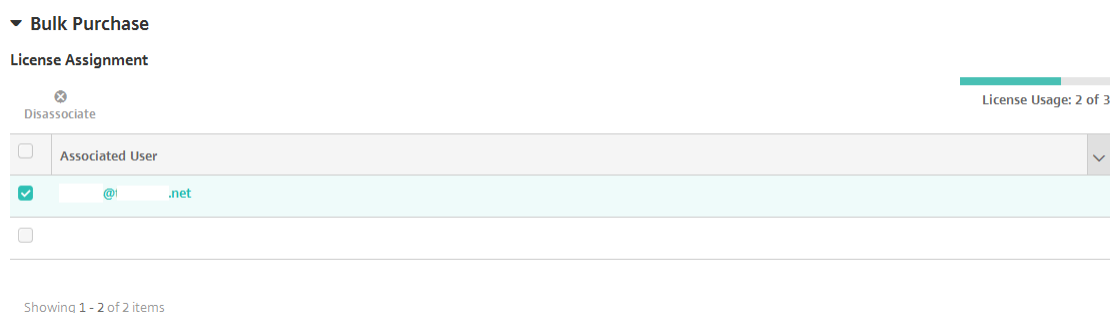 Bulk Purchase
License Assignment
Disassociate
License Usage: 2 of 3
Associated User
@ .net
Showing 1 - 2 of 2 items